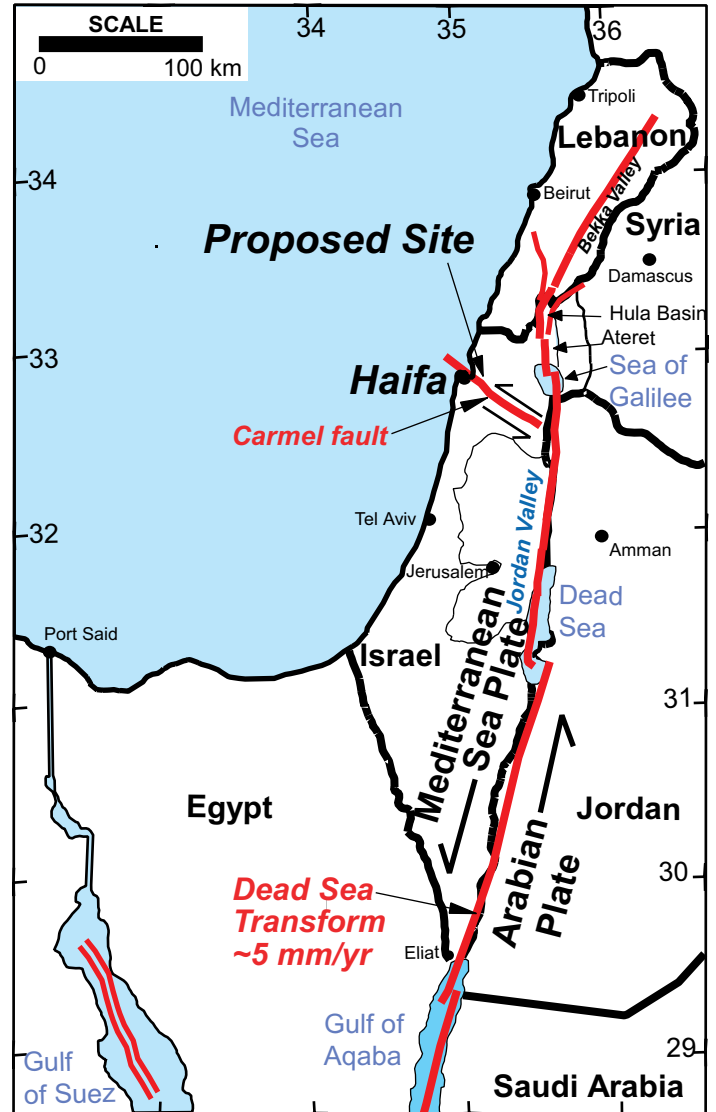 SCALE
0 100 km
34 35 36
Mediterranean
Sea
Tripoli
Lebanon
34
Beirut
Bekka Valley
Syria
Proposed Site
Damascus
Hula Basin
Ateret
33
Sea of
Galilee
Haifa
Carmel fault
Tel Aviv
32
Jordan Valley
Amman
Jerusalem
Dead
Sea
Port Said
Israel
Mediterranean
Sea Plate
31
Egypt
Jordan
Arabian
Plate
30
Dead Sea
Transform
~5 mm/yr
Eliat
Gulf of
Aqaba
29
Gulf
of Suez
Saudi Arabia